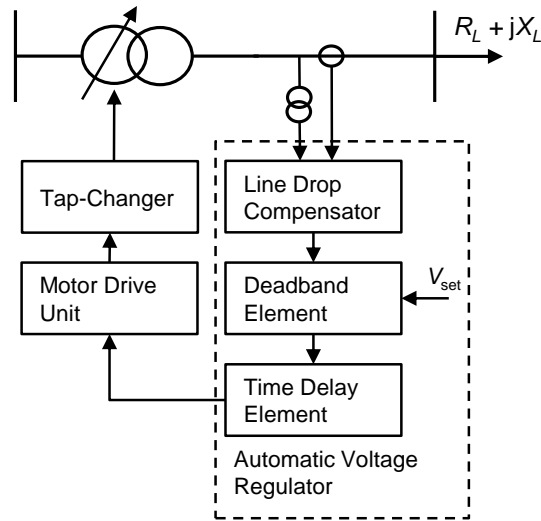 R_L + jX_L
Tap-Changer
Line Drop
Compensator
Motor Drive
Unit
Deadband
Element
V_set
Time Delay
Element
Automatic Voltage
Regulator